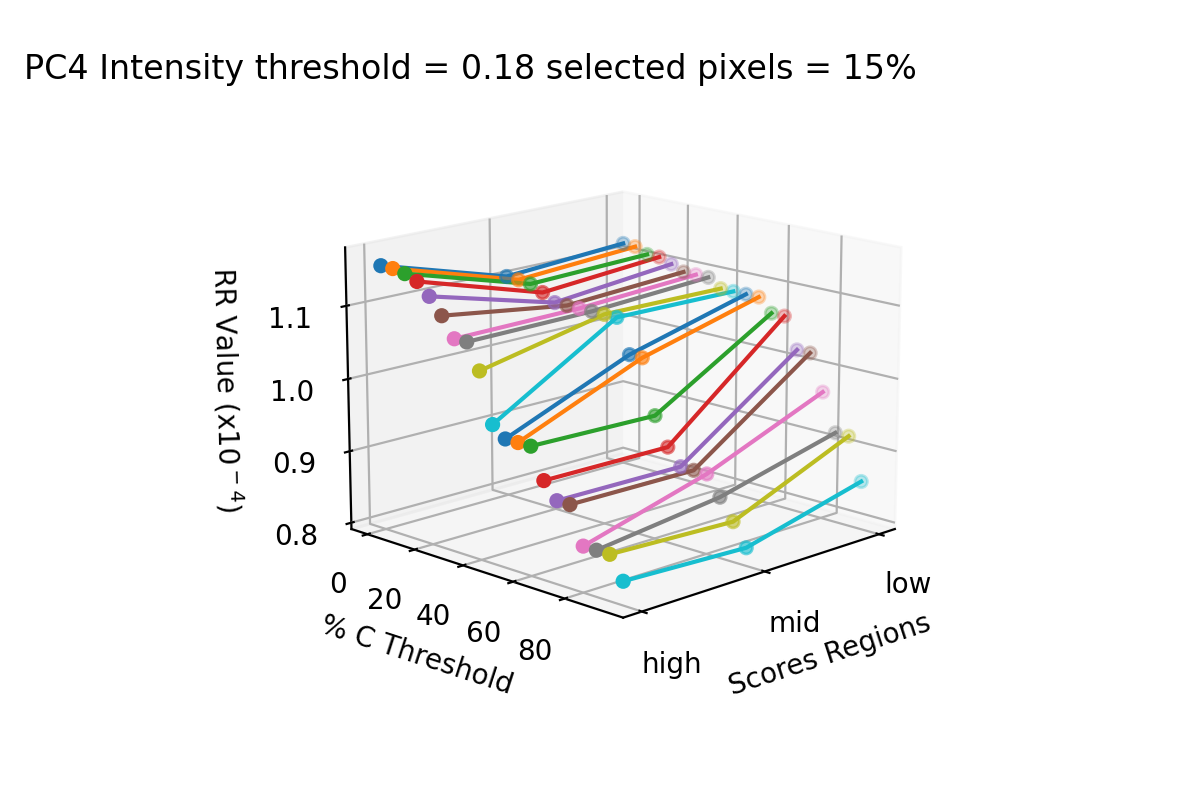 PC4 Intensity threshold = 0.18 selected pixels = 15%
RR Value (x10⁻⁴)
1.1
1.0
0.9
0.8
0
20
40
60
80
% C Threshold
high
mid
low
Scores Regions